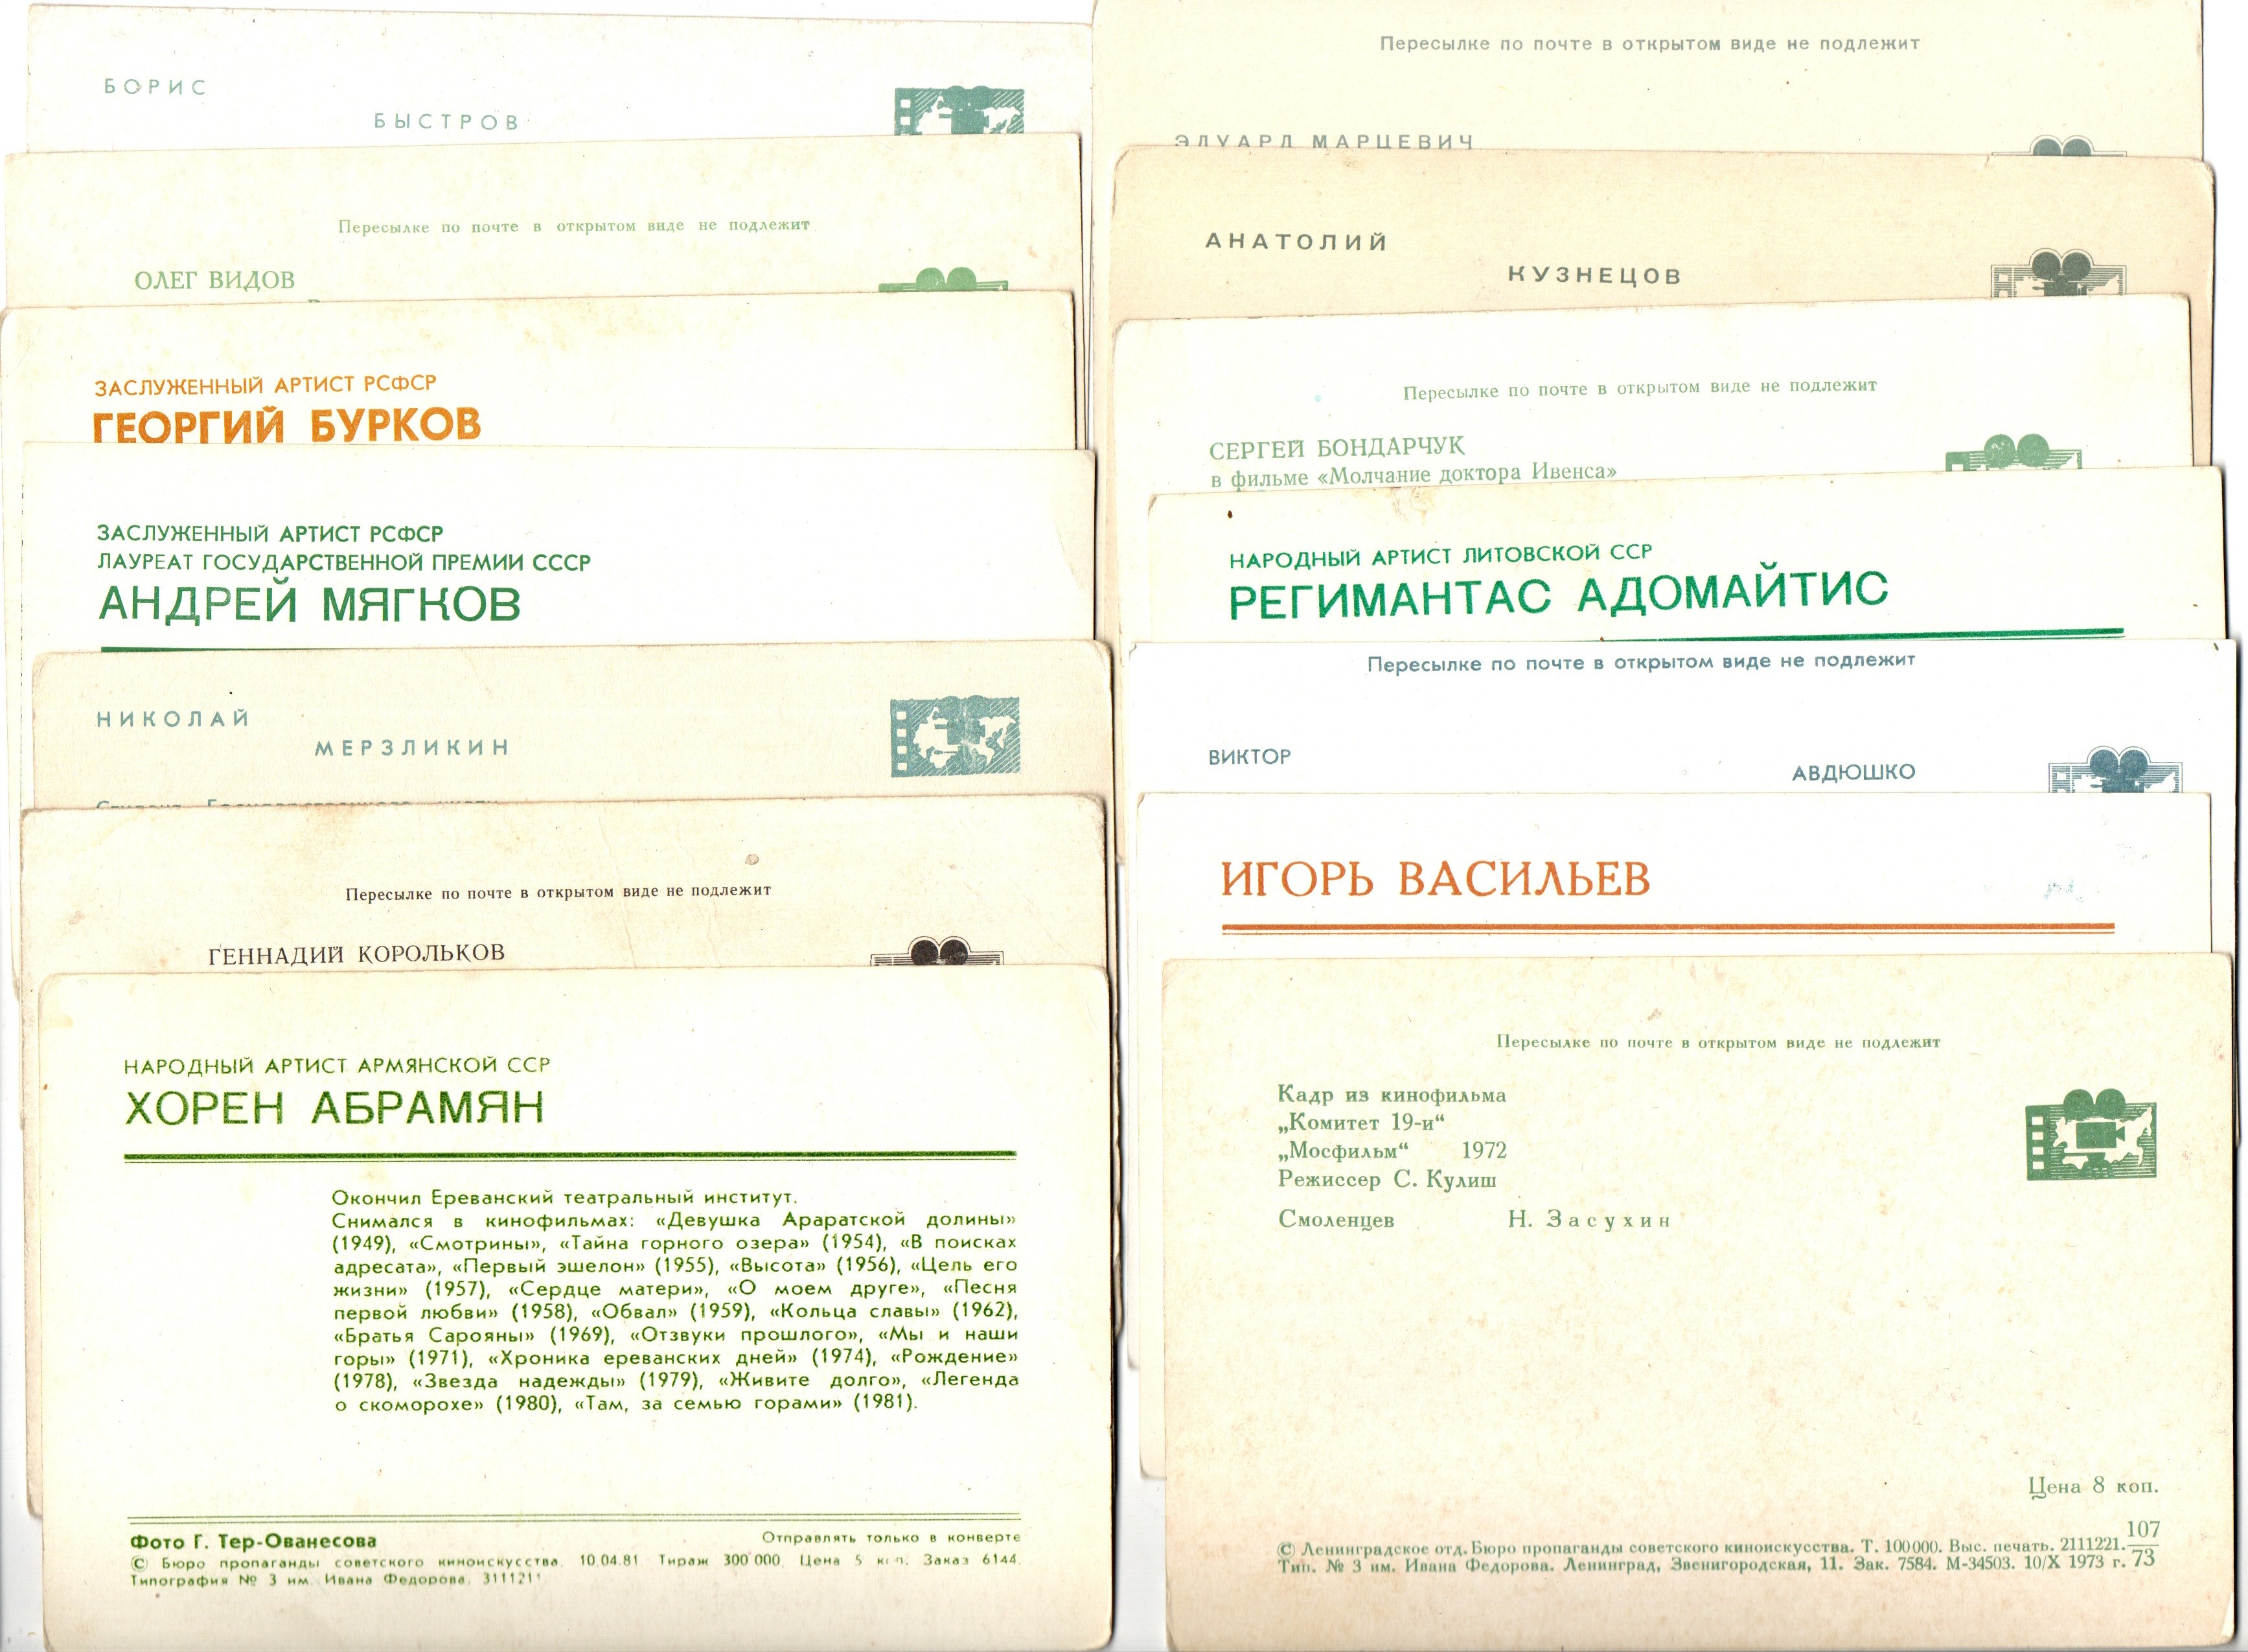 БОРИС
БЫСТРОВ
Пересылке по почте в открытом виде не подлежит
ОЛЕГ ВИДОВ
ЗАСЛУЖЕННЫЙ АРТИСТ РСФСР
ГЕОРГИЙ БУРКОВ
ЗАСЛУЖЕННЫЙ АРТИСТ РСФСР
ЛАУРЕАТ ГОСУДАРСТВЕННОЙ ПРЕМИИ СССР
АНДРЕЙ МЯГКОВ
НИКОЛАЙ
МЕРЗЛИКИН
Пересылке по почте в открытом виде не подлежит
ГЕННАДИЙ КОРОЛЬКОВ
НАРОДНЫЙ АРТИСТ АРМЯНСКОЙ ССР
ХОРЕН АБРАМЯН
Окончил Ереванский театральный институт.
Снимался в кинофильмах: «Девушка Араратской долины»
(1949), «Смотрины», «Тайна горного озера» (1954), «В поисках
адресата», «Первый эшелон» (1955), «Высота» (1956), «Цель его
жизни» (1957), «Сердце матери», «О моем друге», «Песня
первой любви» (1958), «Обвал» (1959), «Кольца славы» (1962),
«Братья Сарояны» (1969), «Отзвуки прошлого», «Мы и наши
горы» (1971), «Хроника ереванских дней» (1974), «Рождение»
(1978), «Звезда надежды» (1979), «Живите долго», «Легенда
о скоморохе» (1980), «Там, за семью горами» (1981).
Фото Г. Тер-Ованесова
Отправлять только в конверте
© Бюро пропаганды советского киноискусства. 10.04.81 Тираж 300 000. Цена 5 коп. Заказ 6144.
Типография № 3 им. Ивана Федорова. 3111211
Пересылке по почте в открытом виде не подлежит
ЭДУАРД МАРЦЕВИЧ
АНАТОЛИЙ
КУЗНЕЦОВ
Пересылке по почте в открытом виде не подлежит
СЕРГЕЙ БОНДАРЧУК
в фильме «Молчание доктора Ивенса»
НАРОДНЫЙ АРТИСТ ЛИТОВСКОЙ ССР
РЕГИМАНТАС АДОМАЙТИС
Пересылке по почте в открытом виде не подлежит
ВИКТОР
АВДЮШКО
ИГОРЬ ВАСИЛЬЕВ
Пересылке по почте в открытом виде не подлежит
Кадр из кинофильма
„Комитет 19-и“
„Мосфильм“ 1972
Режиссер С. Кулиш
Смоленцев Н. Засухин
Цена 8 коп.
© Ленинградское отд. Бюро пропаганды советского киноискусства. Т. 100000. Выс. печать. 2111221. 107/73
Тип. № 3 им. Ивана Федорова. Ленинград, Звенигородская, 11. Зак. 7584. М-34503. 10/X 1973 г.